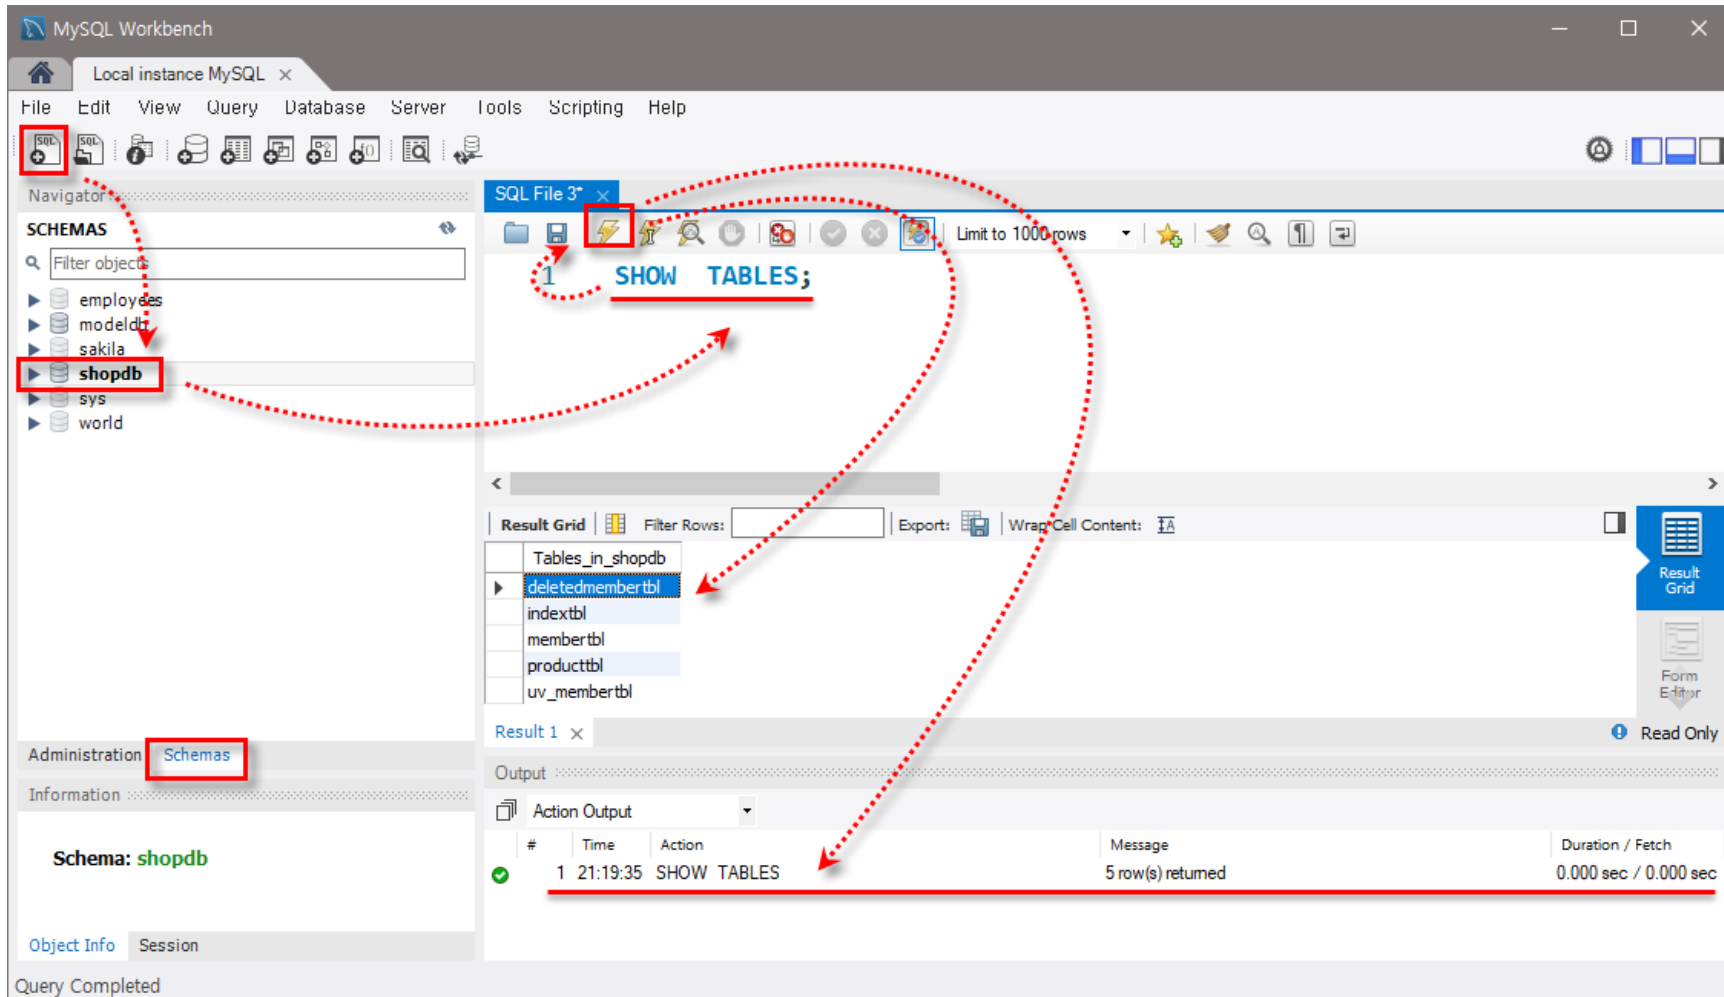 MySQL Workbench
Local instance MySQL
File Edit View Query Database Server Tools Scripting Help
SQL SQL
Navigator
SCHEMAS
Filter objects
employees
modeldb
sakila
shopdb
sys
world
Administration Schemas
Information
Schema: shopdb
Object Info Session
Query Completed
SQL File 3*
Limit to 1000 rows
1 SHOW TABLES;
Result Grid Filter Rows: Export: Wrap Cell Content: IA
Tables_in_shopdb
deletedmembertbl
indextbl
membertbl
producttbl
uv_membertbl
Result
Grid
Form
Editor
Result 1 Read Only
Output
Action Output
# Time Action Message Duration / Fetch
1 21:19:35 SHOW TABLES 5 row(s) returned 0.000 sec / 0.000 sec